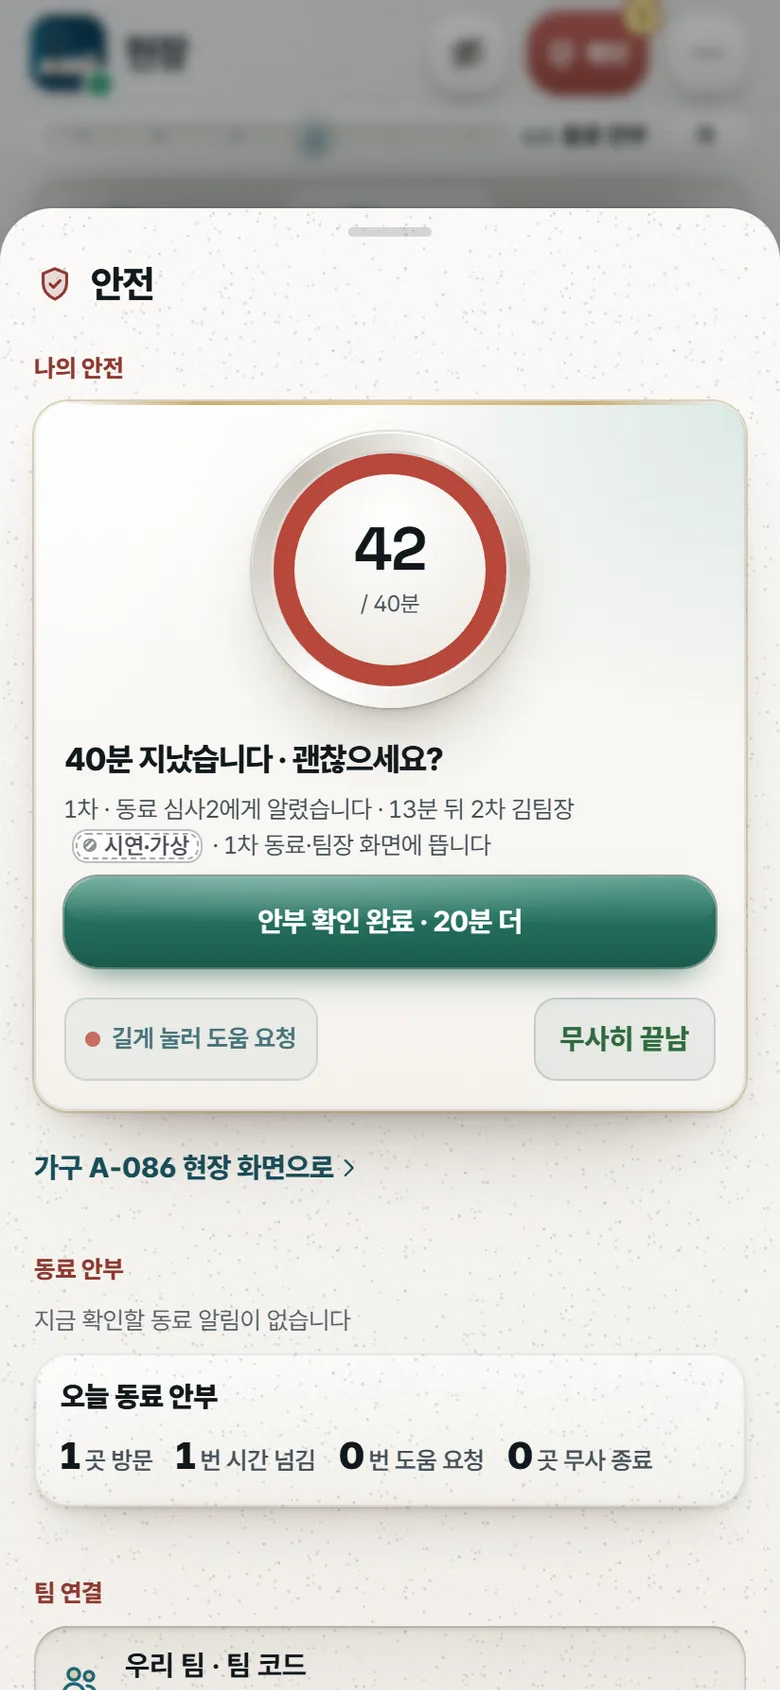 현장
안전
나의 안전
42
/ 40분
40분 지났습니다 · 괜찮으세요?
1차 · 동료 심사2에게 알렸습니다 · 13분 뒤 2차 김팀장
시연·가상 · 1차 동료·팀장 화면에 뜹니다
안부 확인 완료 · 20분 더
길게 눌러 도움 요청
무사히 끝남
가구 A-086 현장 화면으로 >
동료 안부
지금 확인할 동료 알림이 없습니다
오늘 동료 안부
1곳 방문 1번 시간 넘김 0번 도움 요청 0곳 무사 종료
팀 연결
우리 팀 · 팀 코드